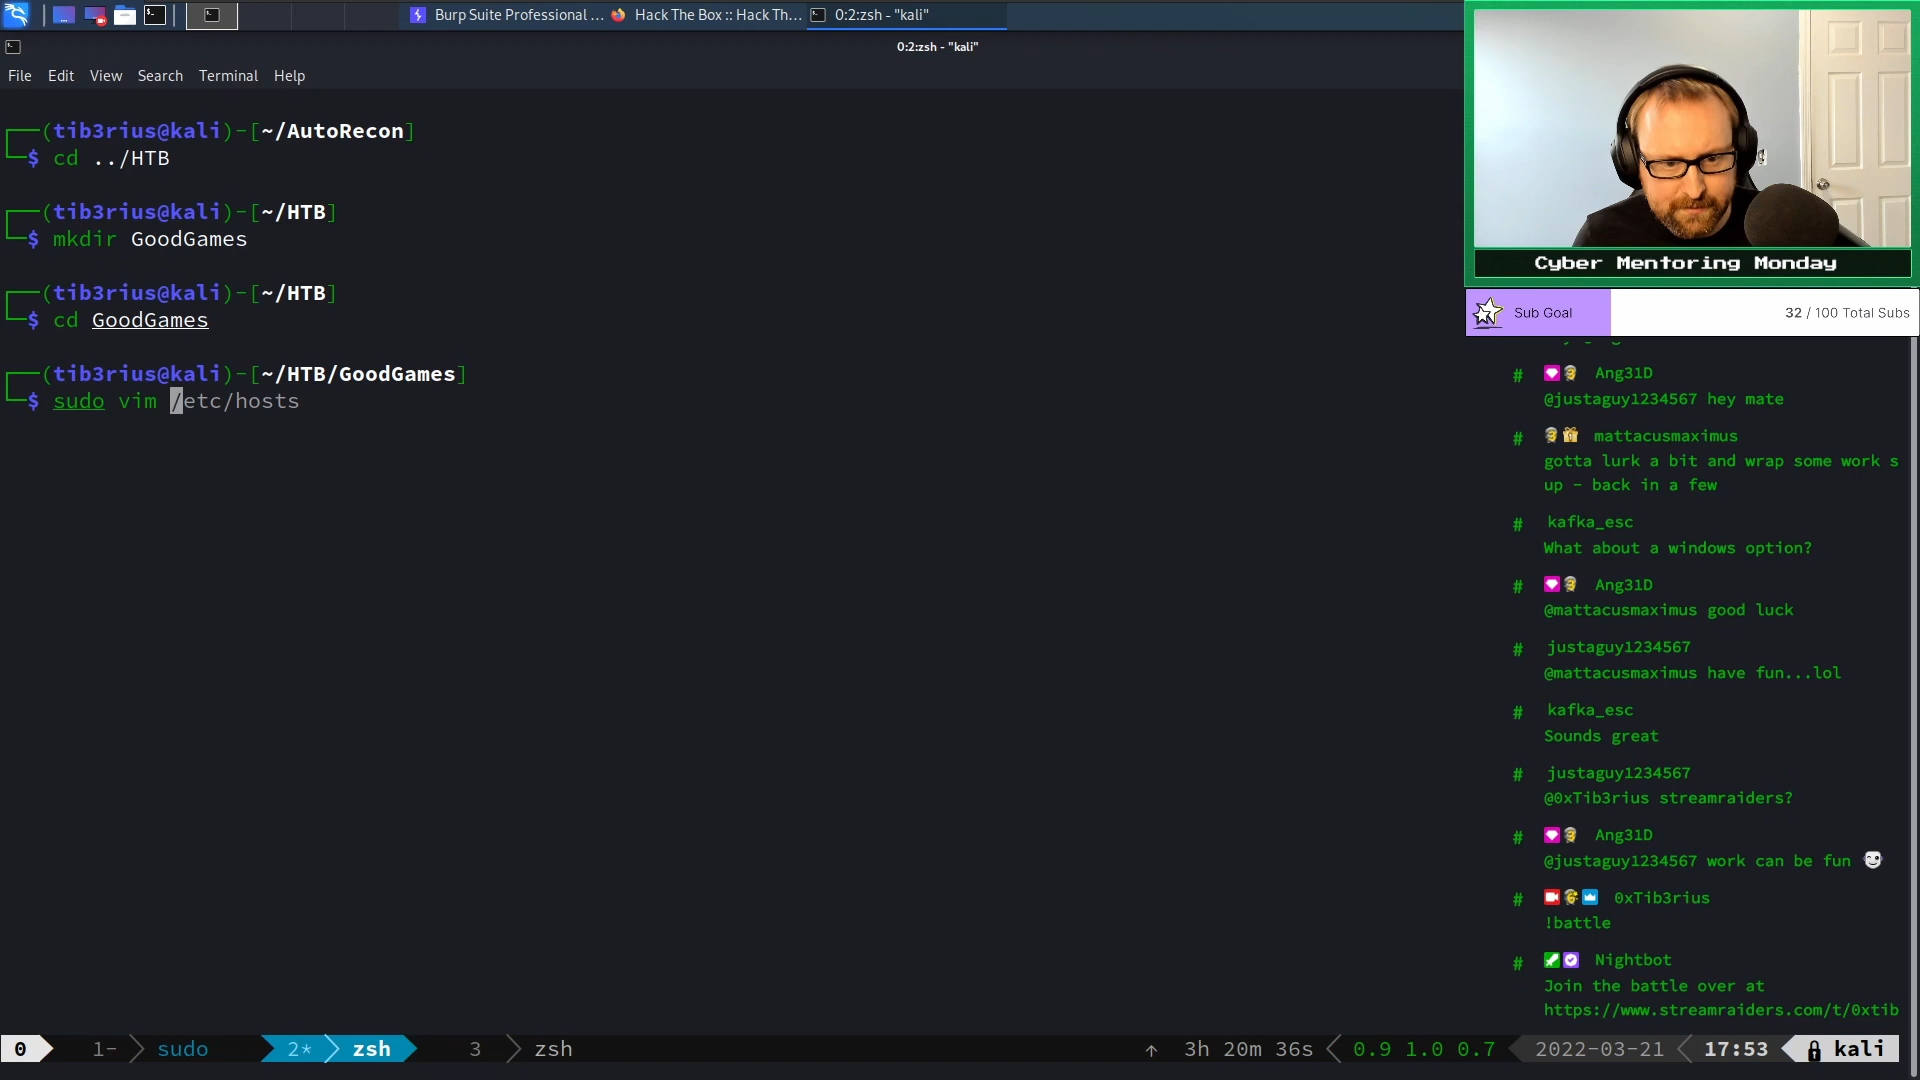 Burp Suite Professional ...
Hack The Box :: Hack Th...
0:2:zsh - "kali"
0:2:zsh - "kali"
File Edit View Search Terminal Help
(tib3rius@kali)-[~/AutoRecon]
$ cd ../HTB
(tib3rius@kali)-[~/HTB]
$ mkdir GoodGames
(tib3rius@kali)-[~/HTB]
$ cd GoodGames
(tib3rius@kali)-[~/HTB/GoodGames]
$ sudo vim /etc/hosts
Cyber Mentoring Monday
Sub Goal
32 / 100 Total Subs
# Ang31D
@justaguy1234567 hey mate
# mattacusmaximus
gotta lurk a bit and wrap some work s
up - back in a few
# kafka_esc
What about a windows option?
# Ang31D
@mattacusmaximus good luck
# justaguy1234567
@mattacusmaximus have fun...lol
# kafka_esc
Sounds great
# justaguy1234567
@0xTib3rius streamraiders?
# Ang31D
@justaguy1234567 work can be fun
# 0xTib3rius
!battle
# Nightbot
Join the battle over at
https://www.streamraiders.com/t/0xtib
0 1- sudo 2* zsh 3 zsh
↑ 3h 20m 36s 0.9 1.0 0.7 2022-03-21 17:53 kali